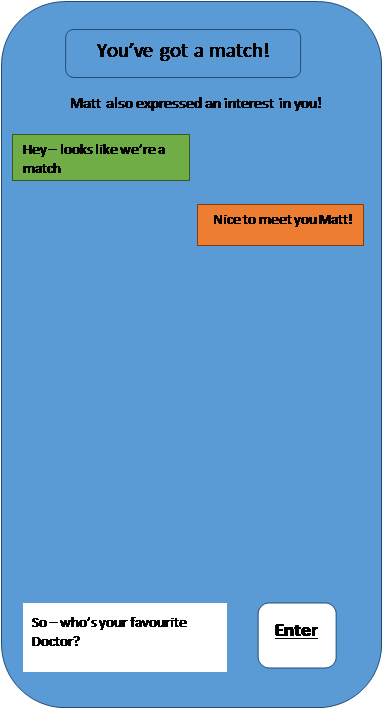 You’ve got a match!
Matt also expressed an interest in you!
Hey – looks like we’re a
match
Nice to meet you Matt!
So – who’s your favourite
Doctor?
Enter